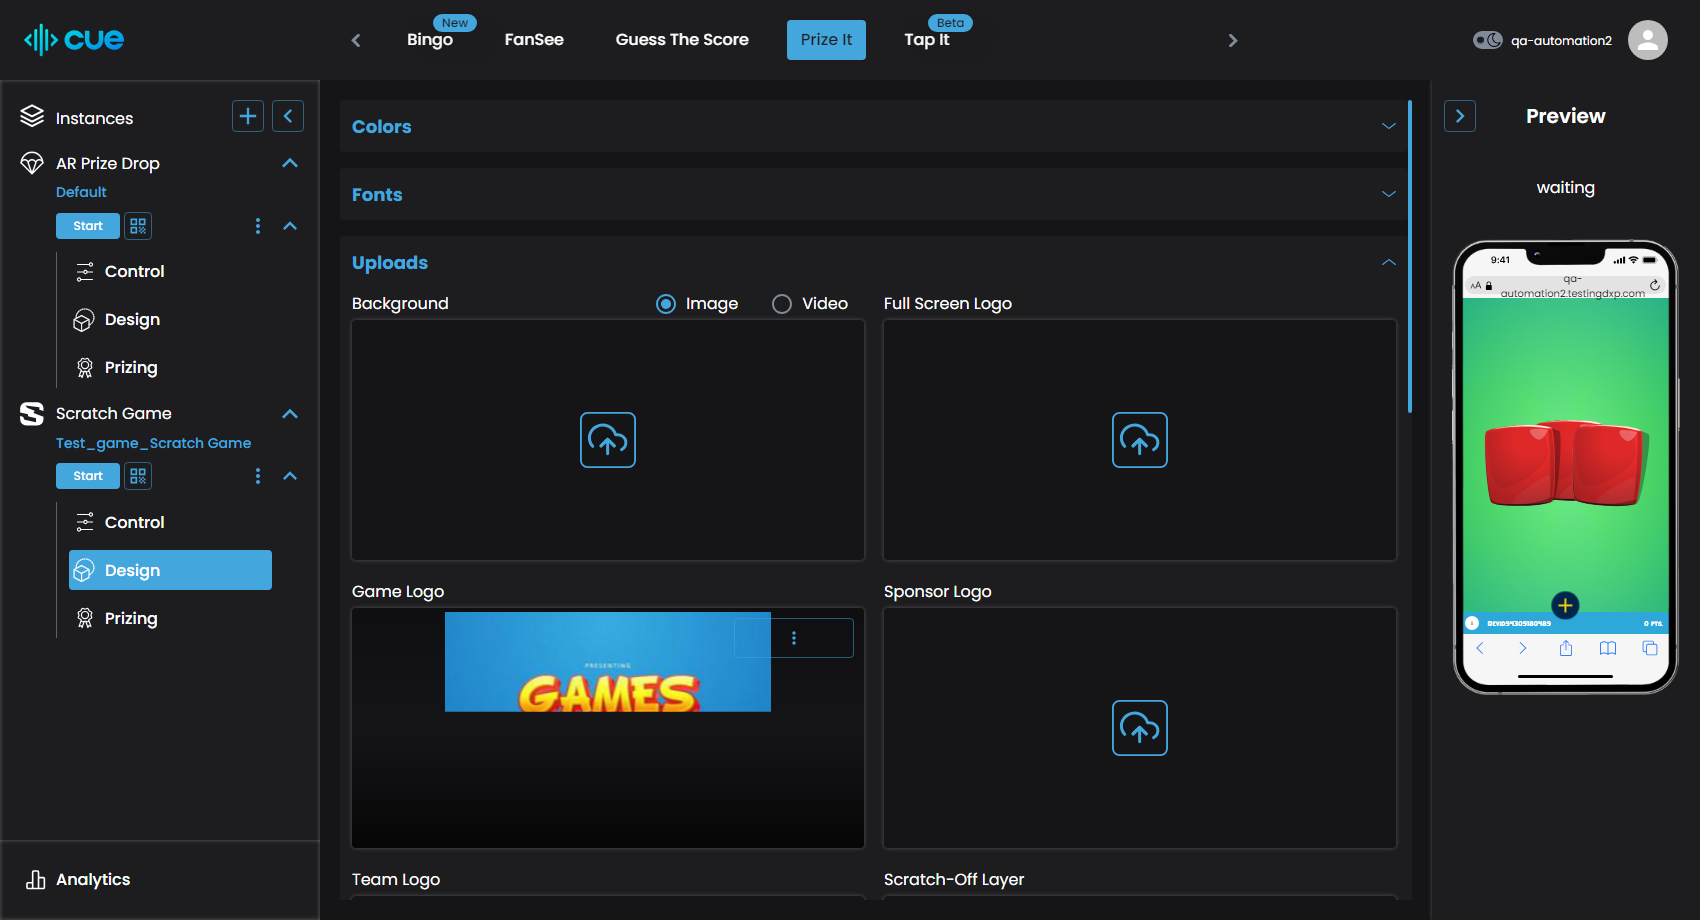 cue
Bingo
New
FanSee
Guess The Score
Prize It
Tap It
Beta
qa-automation2
Instances
AR Prize Drop
Default
Start
Control
Design
Prizing
Scratch Game
Test_game_Scratch Game
Start
Control
Design
Prizing
Analytics
Colors
Fonts
Uploads
Background
Image
Video
Full Screen Logo
Game Logo
PRESENTING
GAMES
Sponsor Logo
Team Logo
Scratch-Off Layer
Preview
waiting
9:41
AA
qa-
automation2.testingdxp.com
0 PTS.